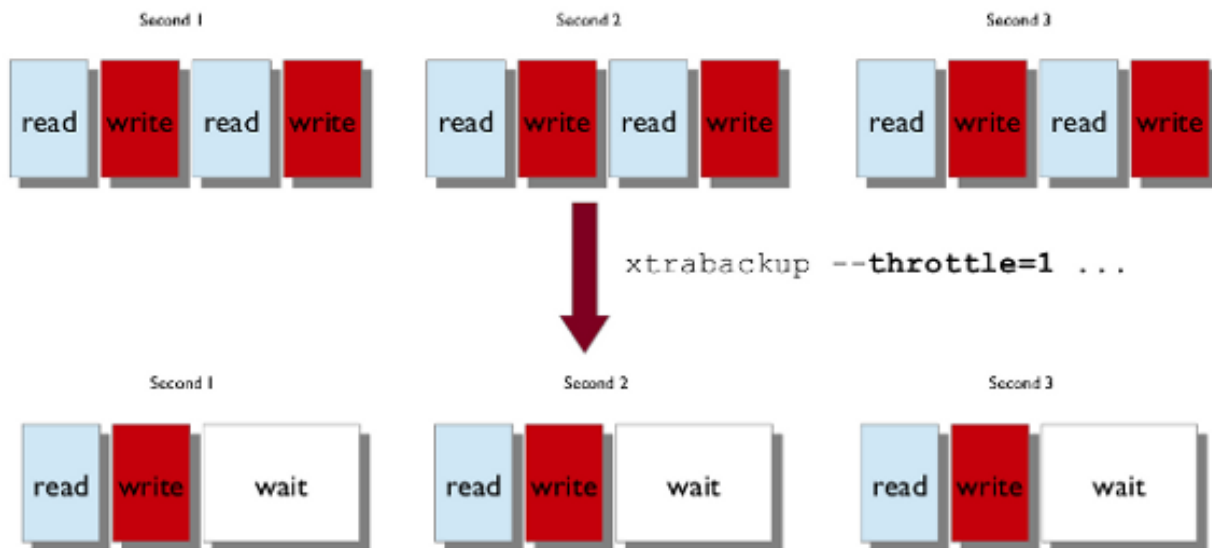 Second 1 Second 2 Second 3
read write read write read write read write read write read write
xtrabackup --throttle=1 ...
Second 1 Second 2 Second 3
read write wait read write wait read write wait